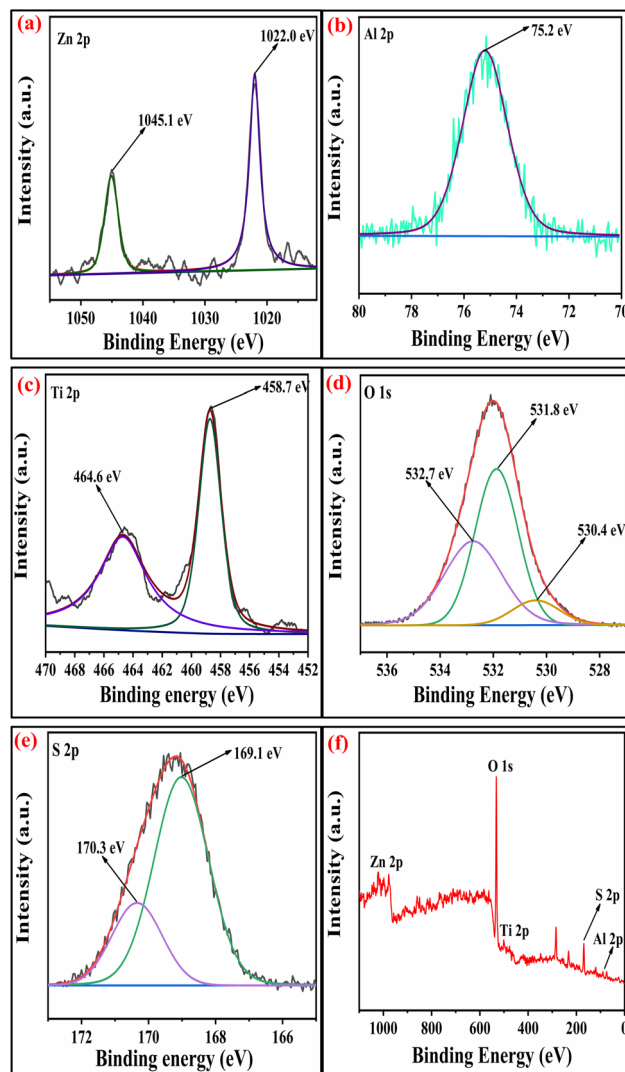 (a)
Zn 2p
1022.0 eV
1045.1 eV
Intensity (a.u.)
1050 1040 1030 1020
Binding Energy (eV)
(b)
Al 2p
75.2 eV
Intensity (a.u.)
80 78 76 74 72 70
Binding Energy (eV)
(c)
Ti 2p
458.7 eV
464.6 eV
Intensity (a.u.)
470 468 466 464 462 460 458 456 454 452
Binding energy (eV)
(d)
O 1s
531.8 eV
532.7 eV
530.4 eV
Intensity (a.u.)
536 534 532 530 528
Binding Energy (eV)
(e)
S 2p
169.1 eV
170.3 eV
Intensity (a.u.)
172 170 168 166
Binding energy (eV)
(f)
O 1s
Zn 2p
S 2p
Ti 2p
Al 2p
Intensity (a.u.)
1000 800 600 400 200 0
Binding Energy (eV)